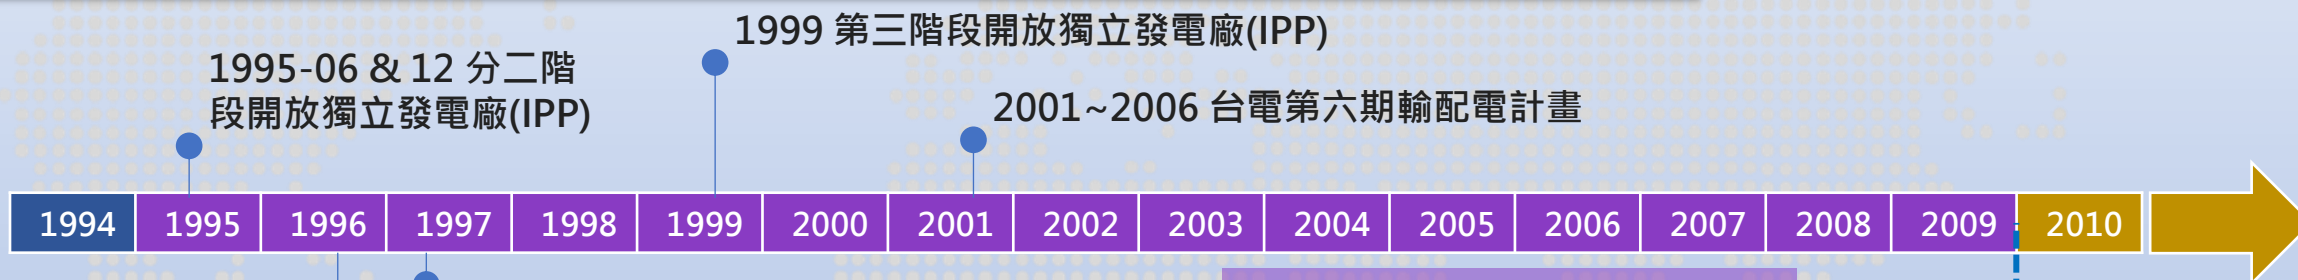 1999 第三階段開放獨立發電廠(IPP)
1995-06 & 12 分二階
段開放獨立發電廠(IPP)
2001~2006 台電第六期輸配電計畫
1994 1995 1996 1997 1998 1999 2000 2001 2002 2003 2004 2005 2006 2007 2008 2009 2010